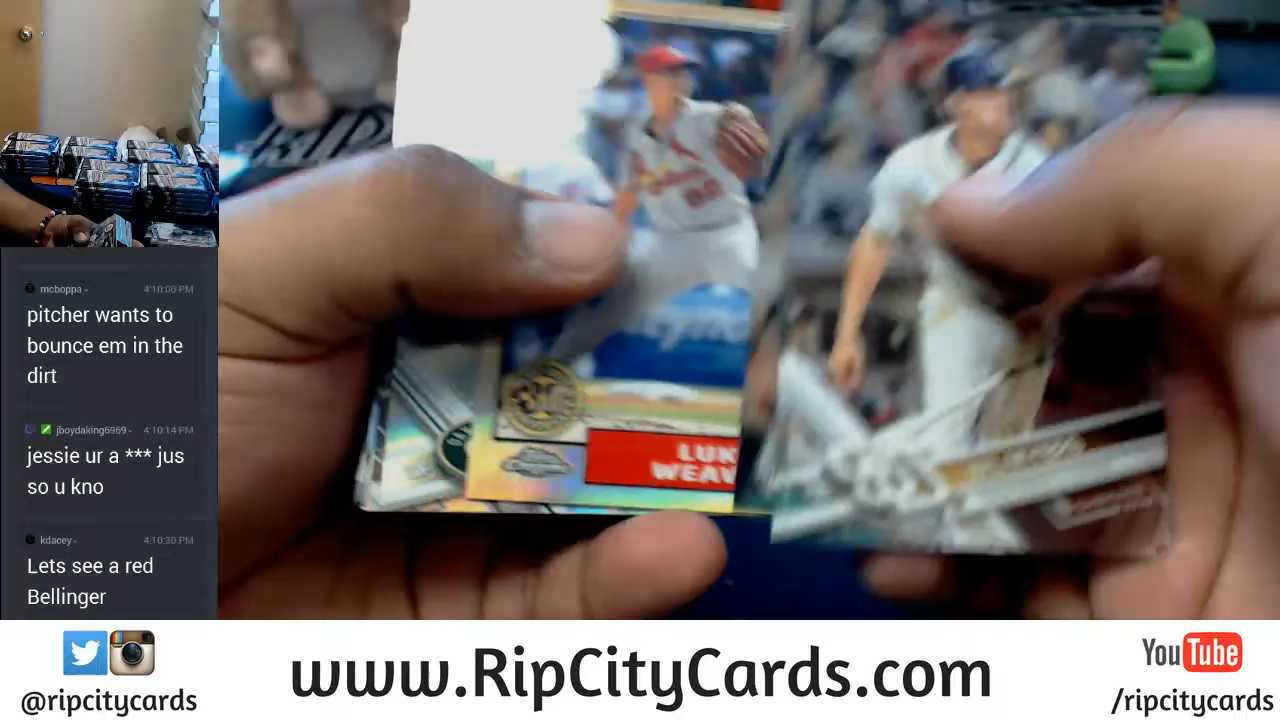 mcboppa- 4:10:00 PM
pitcher wants to
bounce em in the
dirt
jboydaking6969- 4:10:14 PM
jessie ur a *** jus
so u kno
kdacey- 4:10:30 PM
Lets see a red
Bellinger
LUK
WEAV
@ripcitycards
www.RipCityCards.com
YouTube
/ripcitycards